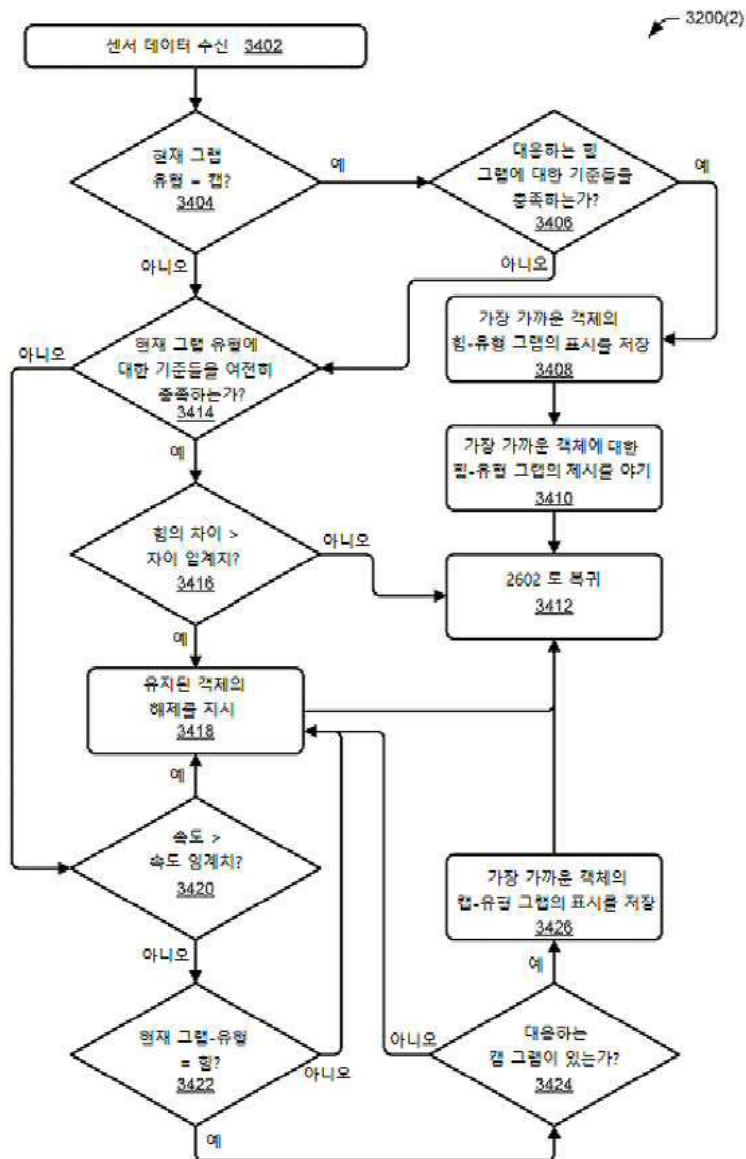 3200(2)
센서 데이터 수신 3402
현재 그랩
유형 = 캡?
3404
예
대응하는 힘
그랩에 대한 기준들을
충족하는가?
3406
예
아니오
아니오
가장 가까운 객체의
힘-유형 그랩의 표시를 저장
3408
아니오
현재 그랩 유형에
대한 기준들을 여전히
충족하는가?
3414
예
가장 가까운 객체에 대한
힘-유형 그랩의 제시를 야기
3410
힘의 차이 >
차이 임계치?
3416
아니오
2602 로 복귀
3412
예
유지된 객체의
해제를 지시
3418
예
속도 >
속도 임계치?
3420
가장 가까운 객체의
캡-유형 그랩의 표시를 저장
3426
아니오
예
현재 그랩-유형
= 힘?
3422
아니오
아니오
대응하는
캡 그랩이 있는가?
3424
예